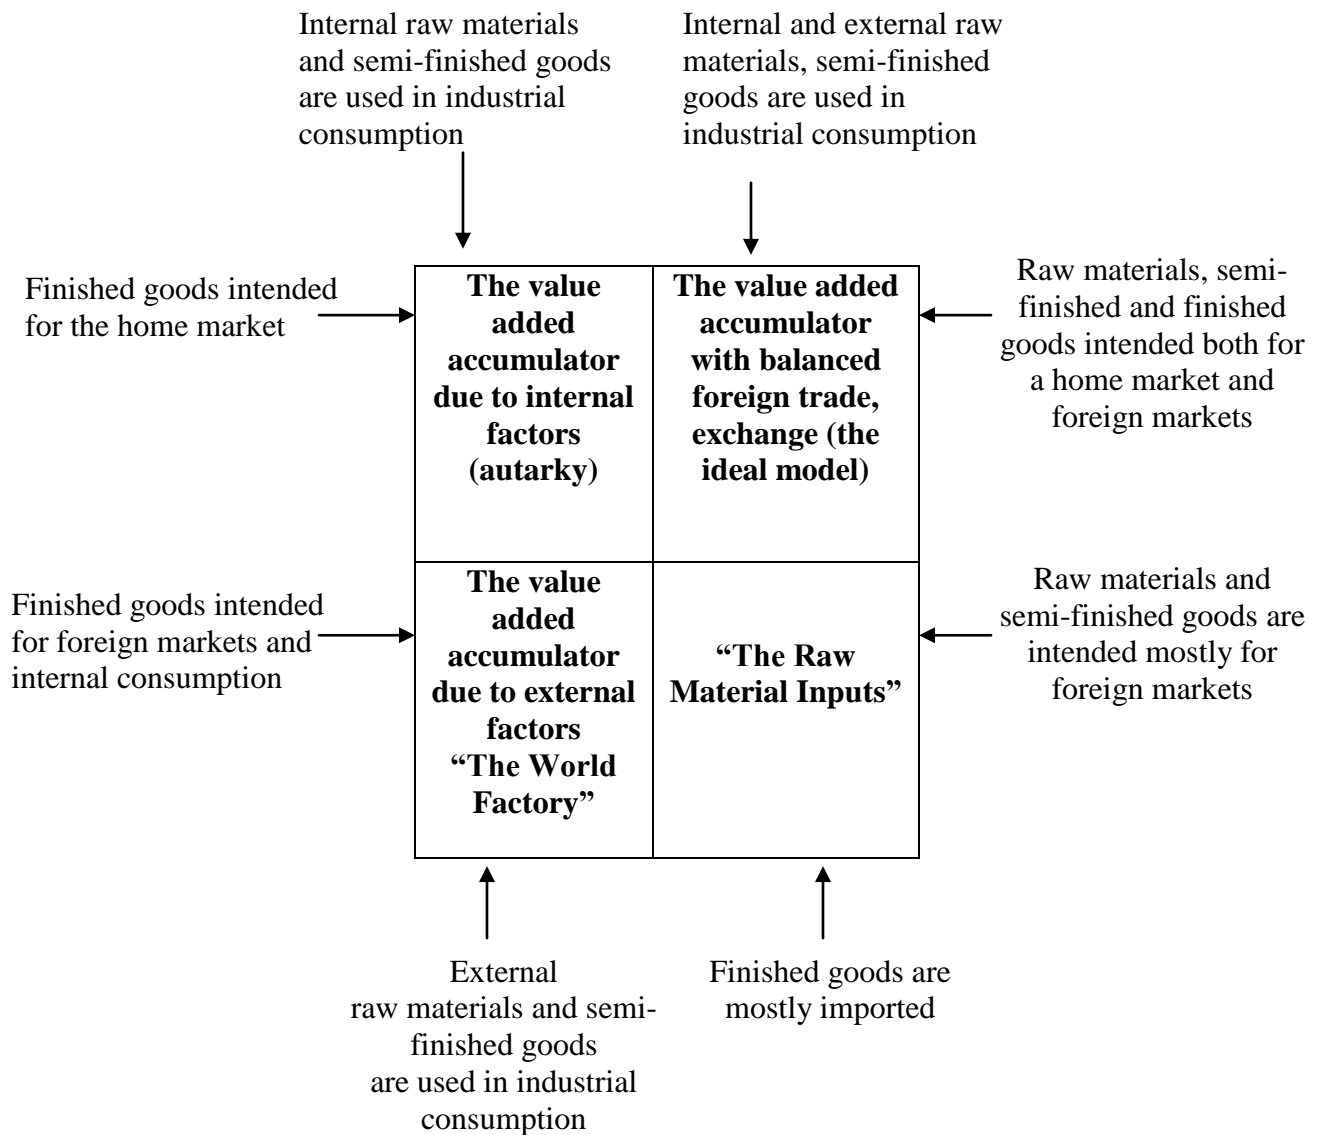 Internal raw materials
and semi-finished goods
are used in industrial
consumption
Internal and external raw
materials, semi-finished
goods are used in
industrial consumption
Finished goods intended
for the home market
The value
added
accumulator
due to internal
factors
(autarky)
The value added
accumulator
with balanced
foreign trade,
exchange (the
ideal model)
Raw materials, semi-
finished and finished
goods intended both for
a home market and
foreign markets
Finished goods intended
for foreign markets and
internal consumption
The value
added
accumulator
due to external
factors
“The World
Factory”
“The Raw
Material Inputs”
Raw materials and
semi-finished goods are
intended mostly for
foreign markets
External
raw materials and semi-
finished goods
are used in industrial
consumption
Finished goods are
mostly imported